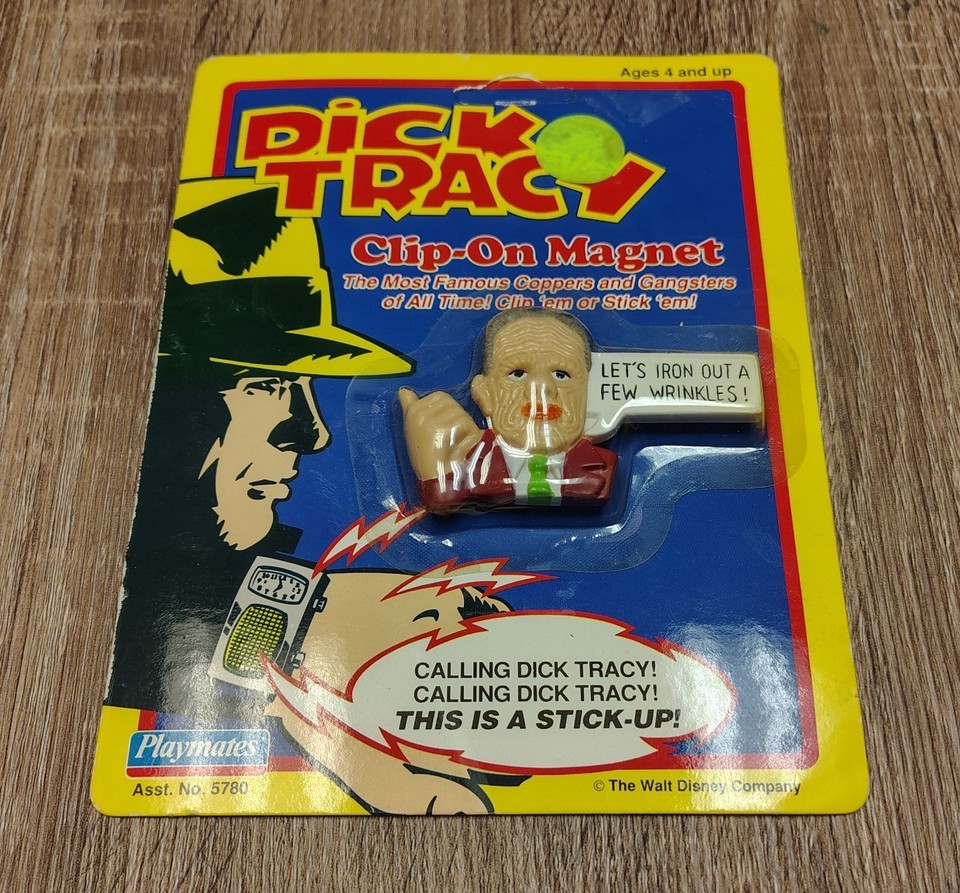 Ages 4 and up
DiCK
TRACY
Clip-On Magnet
The Most Famous Coppers and Gangsters
of All Time! Clip 'em or Stick 'em!
LET'S IRON OUT A
FEW WRINKLES!
CALLING DICK TRACY!
CALLING DICK TRACY!
THIS IS A STICK-UP!
Playmates
Asst. No. 5780
© The Walt Disney Company